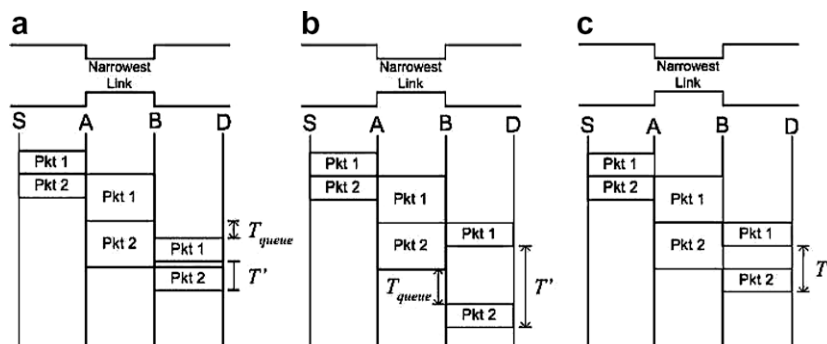 a
Narrowest
Link
S A B D
Pkt 1
Pkt 2
Pkt 1
Pkt 2
Pkt 1
Pkt 2
T queue
T'
b
Narrowest
Link
S A B D
Pkt 1
Pkt 2
Pkt 1
Pkt 2
Pkt 1
T queue
T'
Pkt 2
c
Narrowest
Link
S A B D
Pkt 1
Pkt 2
Pkt 1
Pkt 2
Pkt 1
T
Pkt 2